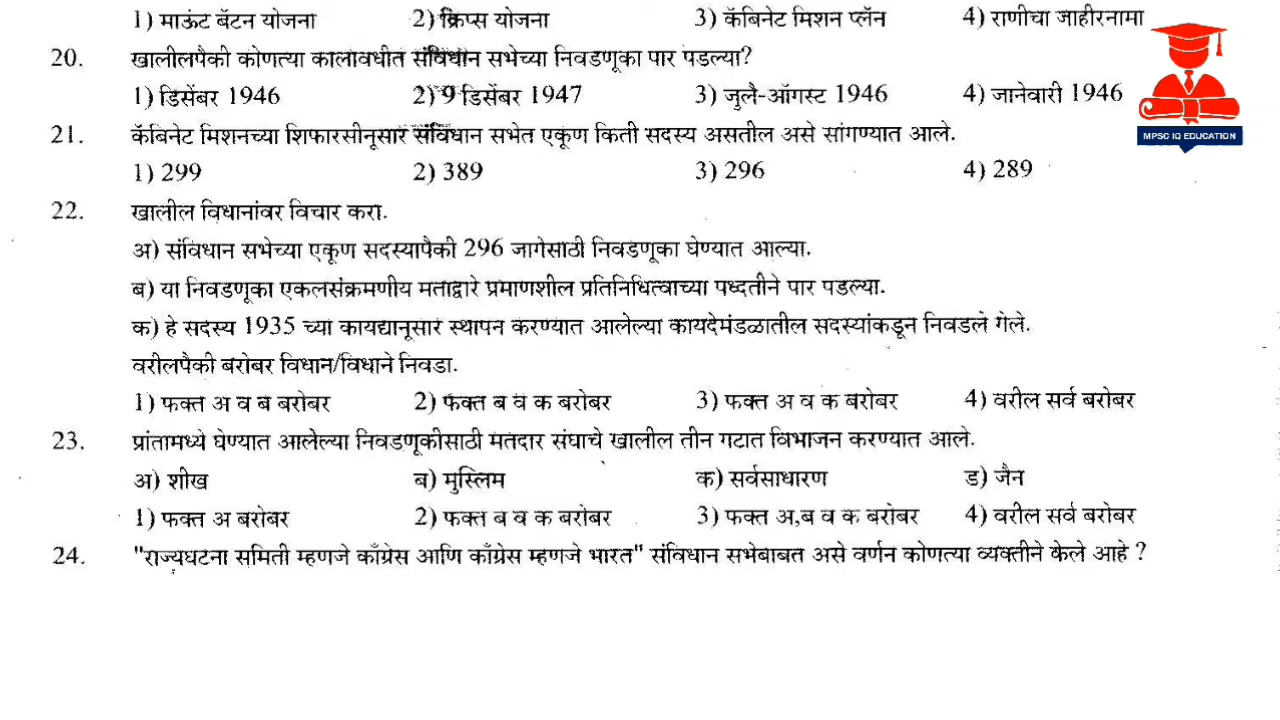 1) माऊंट बॅटन योजना 2) क्रिप्स योजना 3) कॅबिनेट मिशन प्लॅन 4) राणीचा जाहीरनामा
20. खालीलपैकी कोणत्या कालावधीत संविधान सभेच्या निवडणूका पार पडल्या?
1) डिसेंबर 1946 2) 9 डिसेंबर 1947 3) जुलै-ऑगस्ट 1946 4) जानेवारी 1946
MPSC IQ EDUCATION
21. कॅबिनेट मिशनच्या शिफारसीनूसार संविधान सभेत एकूण किती सदस्य असतील असे सांगण्यात आले.
1) 299 2) 389 3) 296 4) 289
22. खालील विधानांवर विचार करा.
अ) संविधान सभेच्या एकूण सदस्यापैकी 296 जागेसाठी निवडणूका घेण्यात आल्या.
ब) या निवडणूका एकलसंक्रमणीय मताद्वारे प्रमाणशील प्रतिनिधित्वाच्या पध्दतीने पार पडल्या.
क) हे सदस्य 1935 च्या कायद्यानूसार स्थापन करण्यात आलेल्या कायदेमंडळातील सदस्यांकडून निवडले गेले.
वरीलपैकी बरोबर विधान/विधाने निवडा.
1) फक्त अ व ब बरोबर 2) फक्त ब व क बरोबर 3) फक्त अ व क बरोबर 4) वरील सर्व बरोबर
23. प्रांतामध्ये घेण्यात आलेल्या निवडणूकीसाठी मतदार संघाचे खालील तीन गटात विभाजन करण्यात आले.
अ) शीख ब) मुस्लिम क) सर्वसाधारण ड) जैन
1) फक्त अ बरोबर 2) फक्त ब व क बरोबर 3) फक्त अ,ब व क बरोबर 4) वरील सर्व बरोबर
24. "राज्यघटना समिती म्हणजे काँग्रेस आणि काँग्रेस म्हणजे भारत" संविधान सभेबाबत असे वर्णन कोणत्या व्यक्तीने केले आहे ?